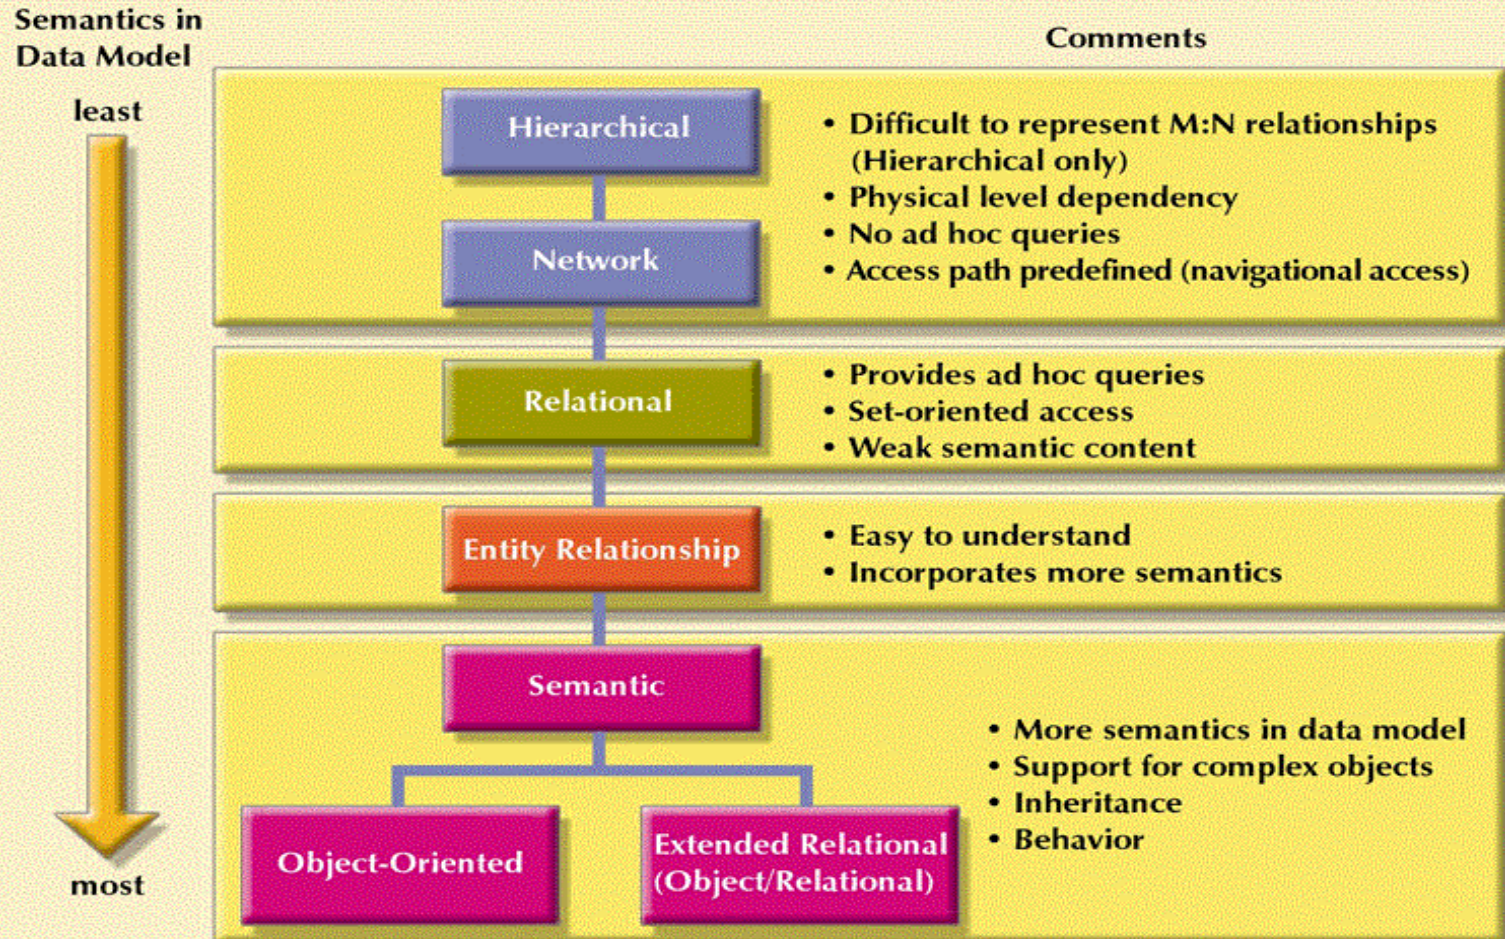 Semantics in
Data Model
Comments
least
Hierarchical
• Difficult to represent M:N relationships
(Hierarchical only)
• Physical level dependency
• No ad hoc queries
• Access path predefined (navigational access)
Network
Relational
• Provides ad hoc queries
• Set-oriented access
• Weak semantic content
Entity Relationship
• Easy to understand
• Incorporates more semantics
Semantic
• More semantics in data model
• Support for complex objects
• Inheritance
• Behavior
Object-Oriented
Extended Relational
(Object/Relational)
most